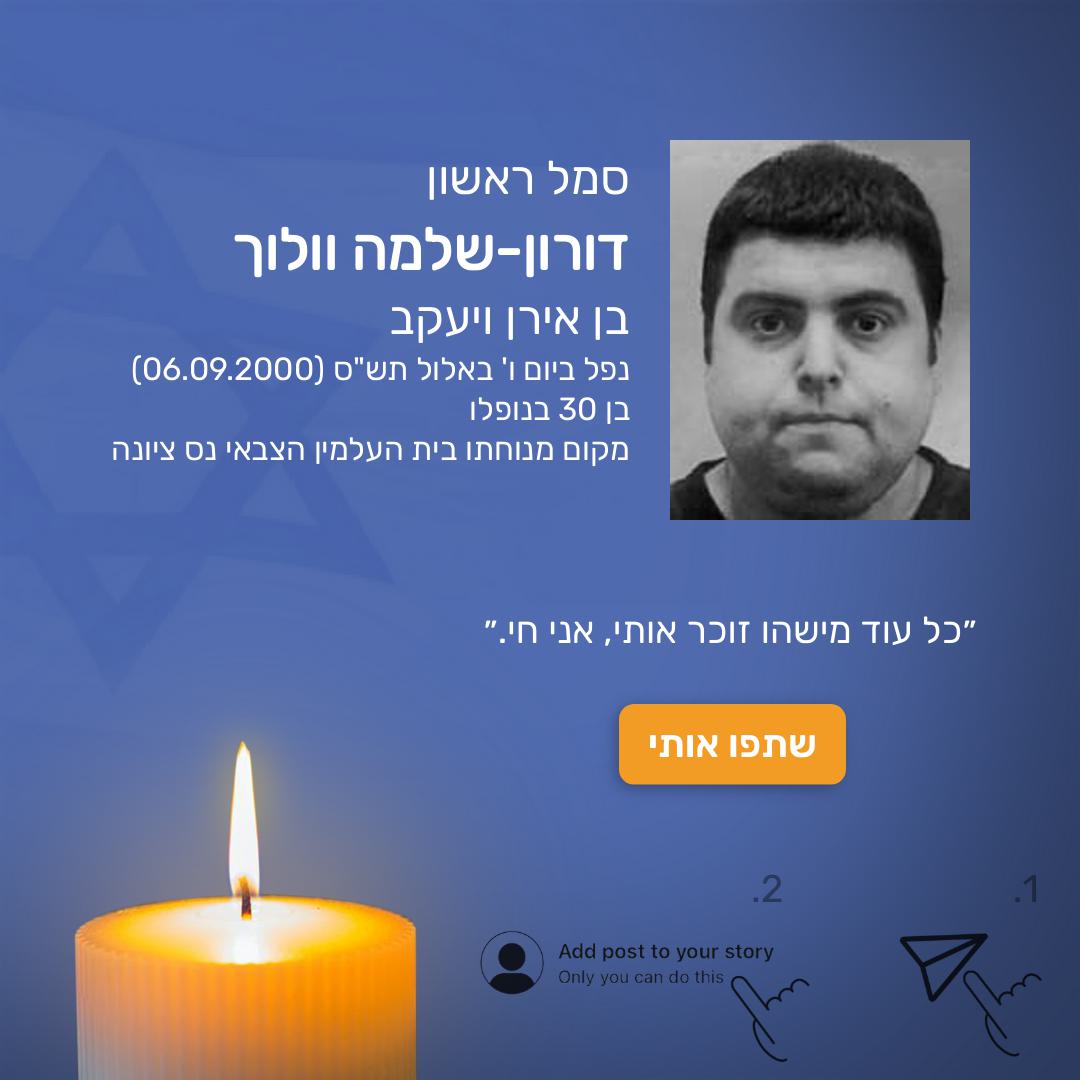 סמל ראשון
דורון-שלמה וולוך
בן אירן ויעקב
נפל ביום ו' באלול תש"ס (06.09.2000)
בן 30 בנופלו
מקום מנוחתו בית העלמין הצבאי נס ציונה
״כל עוד מישהו זוכר אותי, אני חי.״
שתפו אותי
.1
.2
Add post to your story
Only you can do this